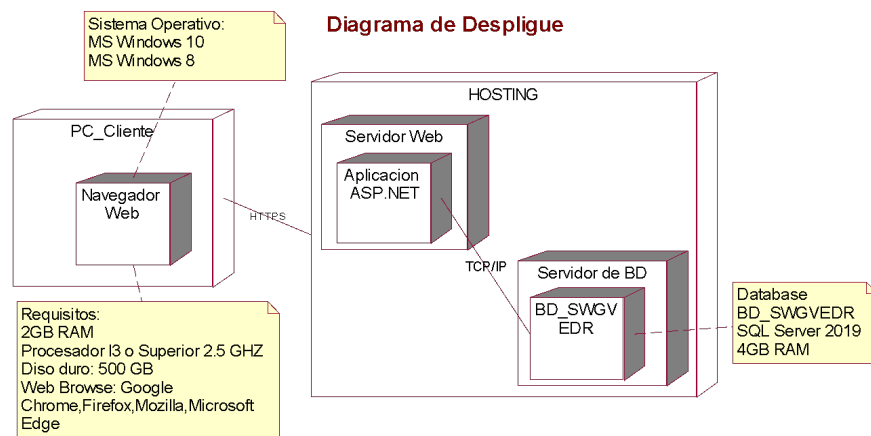 Diagrama de Despligue
Sistema Operativo:
MS Windows 10
MS Windows 8
PC_Cliente
Navegador
Web
Requisitos:
2GB RAM
Procesador I3 o Superior 2.5 GHZ
Diso duro: 500 GB
Web Browse: Google
Chrome,Firefox,Mozilla,Microsoft
Edge
HTTPS
HOSTING
Servidor Web
Aplicacion
ASP.NET
TCP/IP
Servidor de BD
BD_SWGV
EDR
Database
BD_SWGVEDR
SQL Server 2019
4GB RAM